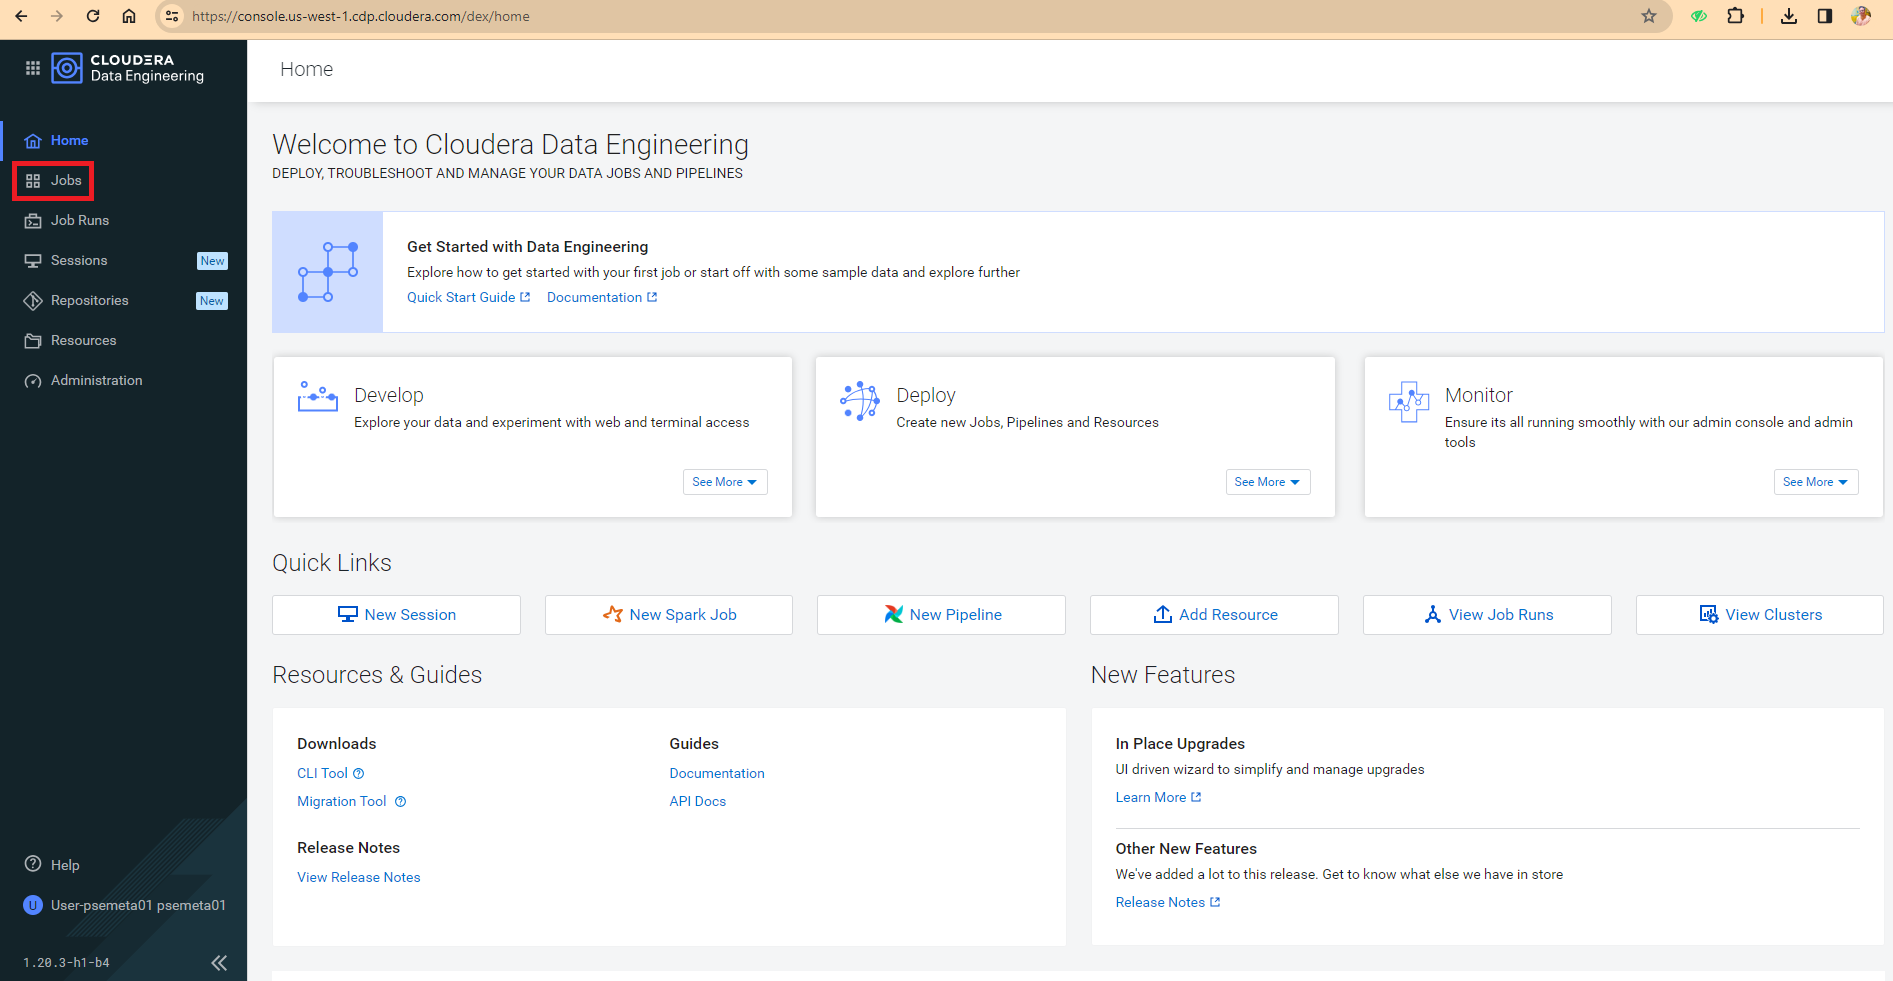 https://console.us-west-1.cdp.cloudera.com/dex/home
CLOUDERA
Data Engineering
Home
Jobs
Job Runs
Sessions New
Repositories New
Resources
Administration
Help
U User-psemeta01 psemeta01
1.20.3-h1-b4
Home
Welcome to Cloudera Data Engineering
DEPLOY, TROUBLESHOOT AND MANAGE YOUR DATA JOBS AND PIPELINES
Get Started with Data Engineering
Explore how to get started with your first job or start off with some sample data and explore further
Quick Start Guide Documentation
Develop
Explore your data and experiment with web and terminal access
See More
Deploy
Create new Jobs, Pipelines and Resources
See More
Monitor
Ensure its all running smoothly with our admin console and admin
tools
See More
Quick Links
New Session New Spark Job New Pipeline Add Resource View Job Runs View Clusters
Resources & Guides
Downloads
CLI Tool
Migration Tool
Guides
Documentation
API Docs
Release Notes
View Release Notes
New Features
In Place Upgrades
UI driven wizard to simplify and manage upgrades
Learn More
Other New Features
We've added a lot to this release. Get to know what else we have in store
Release Notes